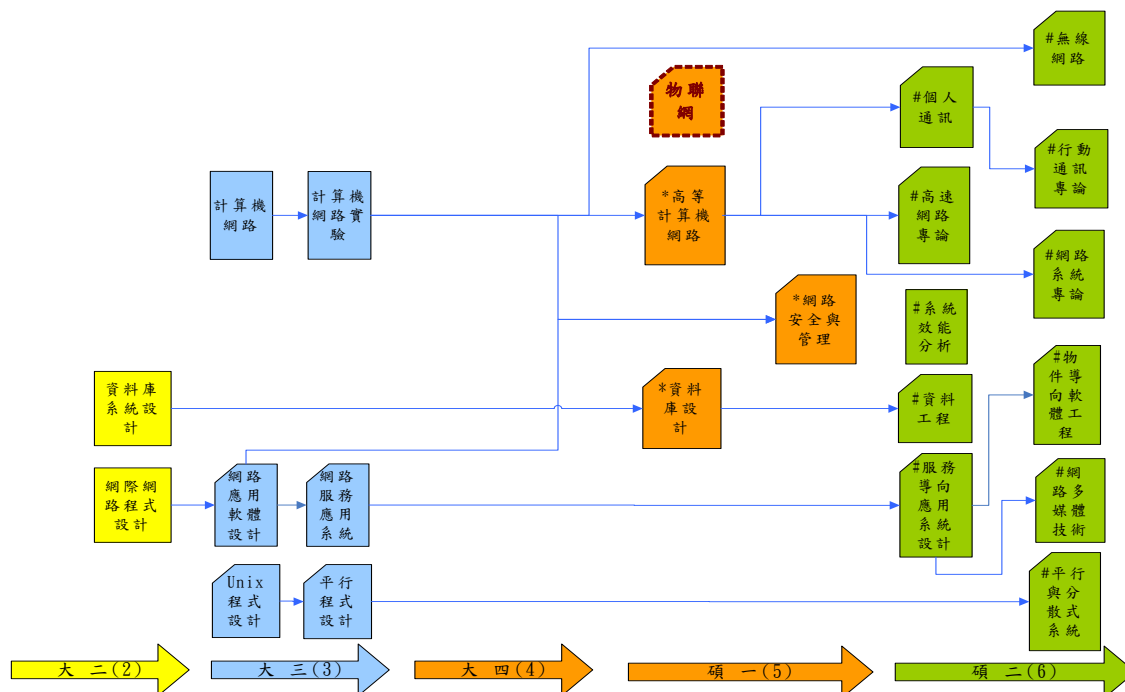 #無線
網路
物聯
網
#個人
通訊
#行動
通訊
專論
計算機
網路
計算機
網路實
驗
*高等
計算機
網路
#高速
網路
專論
#網路
系統
專論
*網路
安全與
管理
#系統
效能
分析
#物
件導
向軟
體工
程
資料庫
系統設
計
*資料
庫設
計
#資料
工程
網際網
路程式
設計
網路
應用
軟體
設計
網路
服務
應用
系統
#服務
導向
應用
系統
設計
#網
路多
媒體
技術
Unix
程式
設計
平行
程式
設計
#平行
與分
散式
系統
大 二(2)
大 三(3)
大 四(4)
碩 一(5)
碩 二(6)